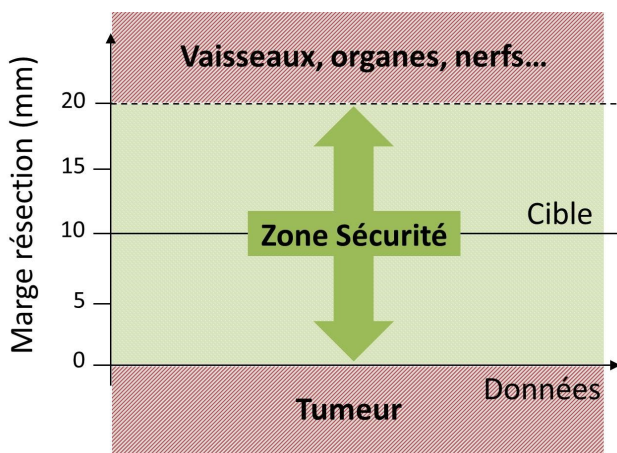 Vaisseaux, organes, nerfs...
Marge résection (mm)
20
15
Cible
10
Zone Sécurité
5
0
Données
Tumeur